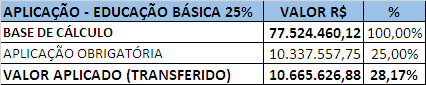 APLICAÇÃO - EDUCAÇÃO BÁSICA 25% VALOR R$ %
BASE DE CÁLCULO 77.524.460,12 100,00%
APLICAÇÃO OBRIGATÓRIA 10.337.557,75 25,00%
VALOR APLICADO (TRANSFERIDO) 10.665.626,88 28,17%